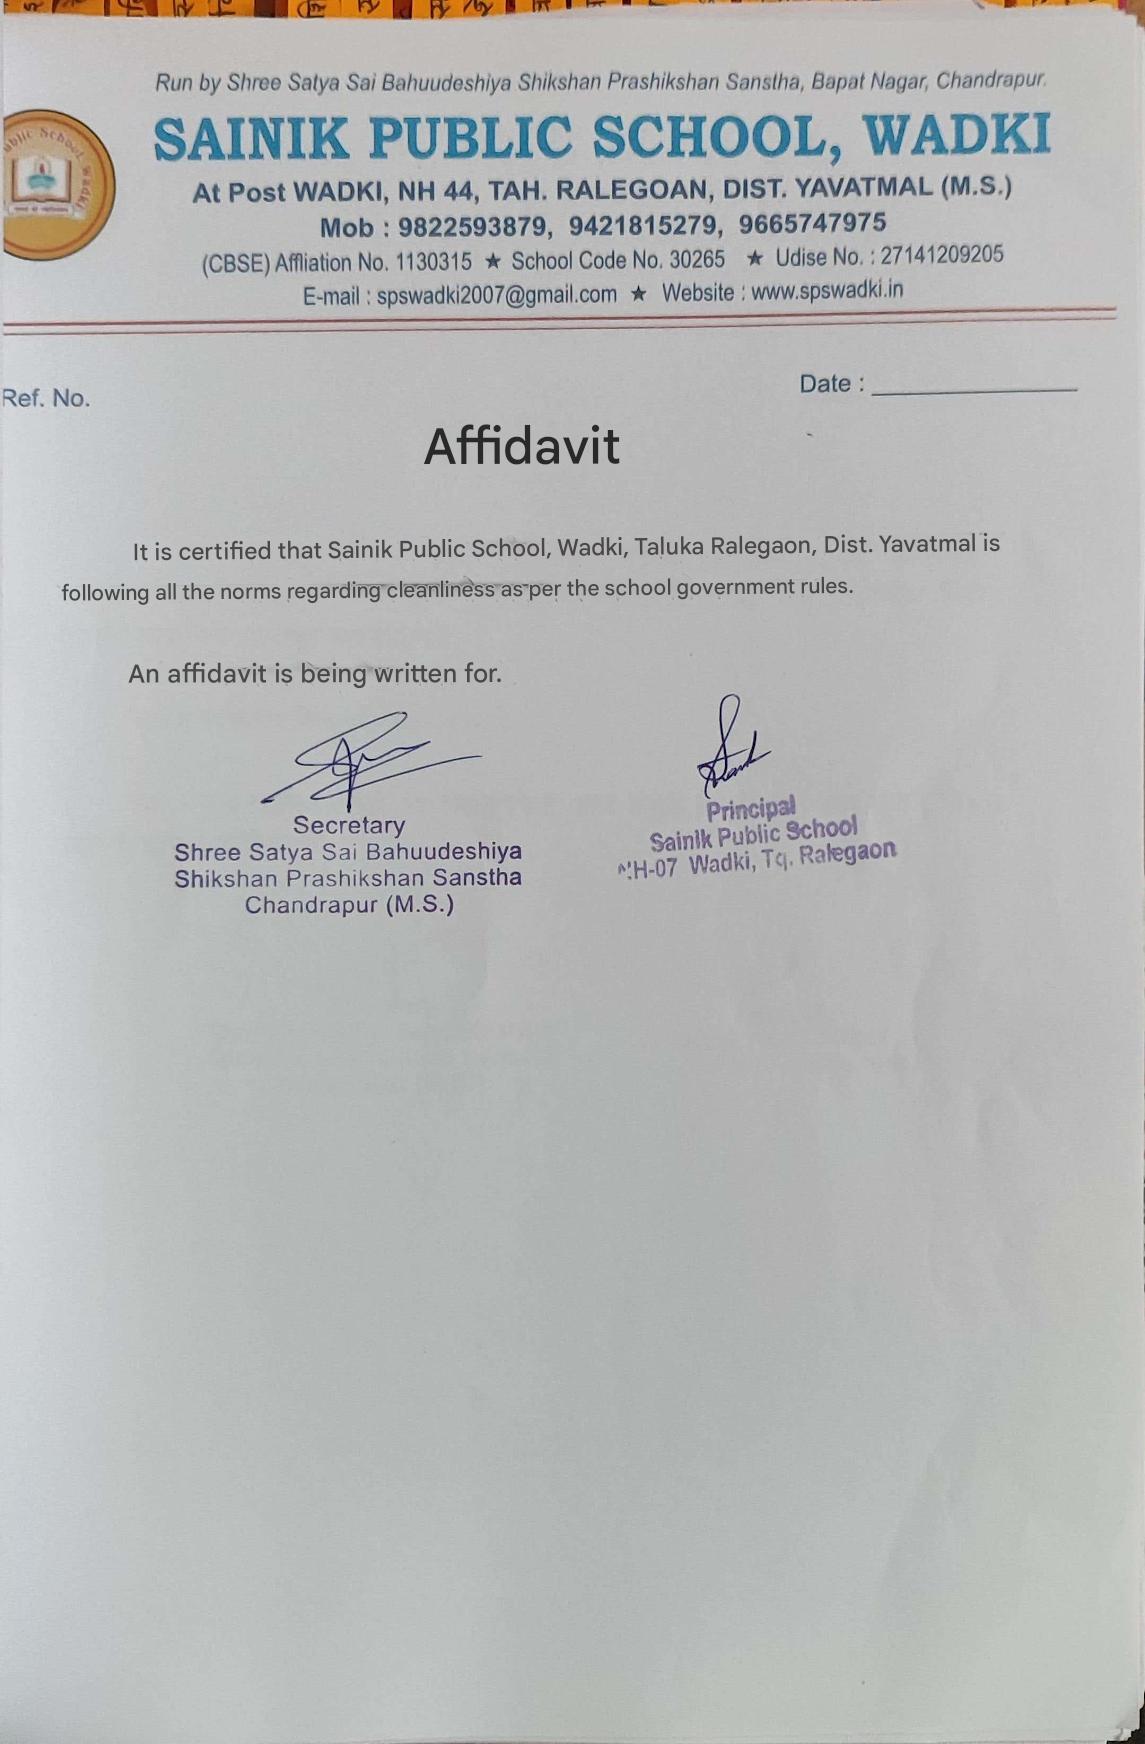 Run by Shree Satya Sai Bahuudeshiya Shikshan Prashikshan Sanstha, Bapat Nagar, Chandrapur.
SAINIK PUBLIC SCHOOL, WADKI
At Post WADKI, NH 44, TAH. RALEGOAN, DIST. YAVATMAL (M.S.)
Mob : 9822593879, 9421815279, 9665747975
(CBSE) Affliation No. 1130315 ★ School Code No. 30265 ★ Udise No. : 27141209205
E-mail : spswadki2007@gmail.com ★ Website : www.spswadki.in
Public School, Wadki
Ref. No.
Date :
Affidavit
It is certified that Sainik Public School, Wadki, Taluka Ralegaon, Dist. Yavatmal is
following all the norms regarding cleanliness as per the school government rules.
An affidavit is being written for.
Secretary
Shree Satya Sai Bahuudeshiya
Shikshan Prashikshan Sanstha
Chandrapur (M.S.)
Principal
Sainik Public School
NH-07 Wadki, Tq. Ralegaon